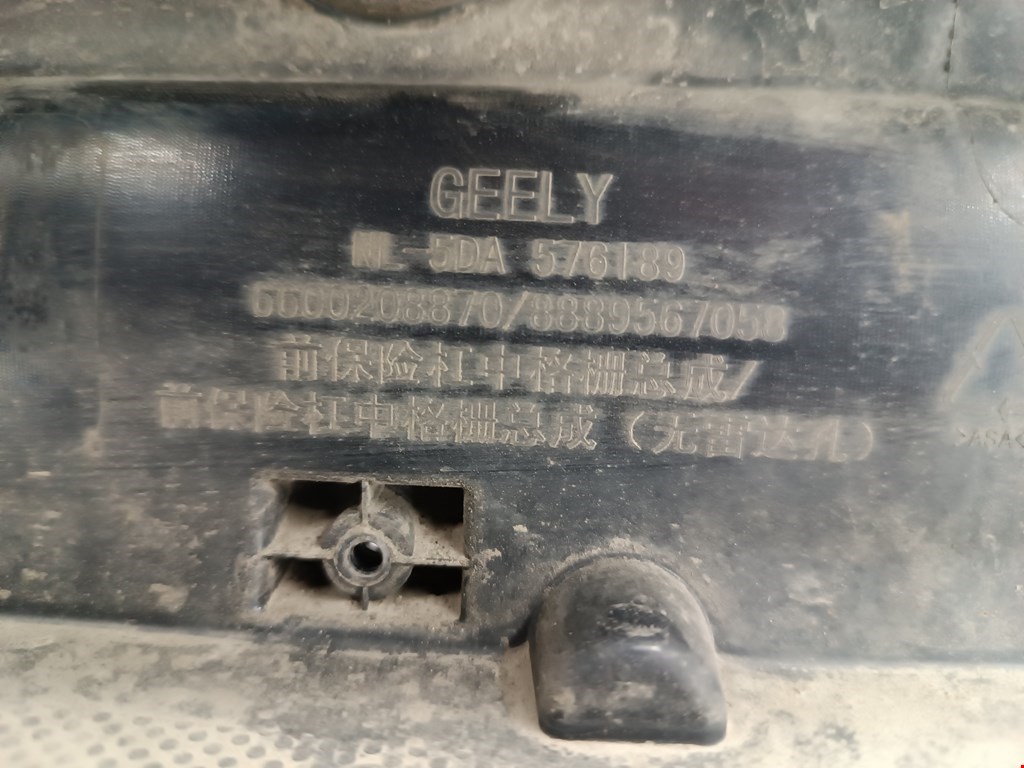 GEELY
NL-5DA 576189
6600208870/8889567058
前保险杠中格栅总成/
前保险杠中格栅总成（无雷达孔）
>ASA<